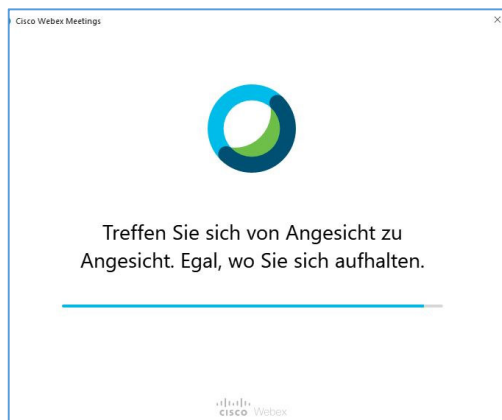 Cisco Webex Meetings
Treffen Sie sich von Angesicht zu
Angesicht. Egal, wo Sie sich aufhalten.
cisco Webex